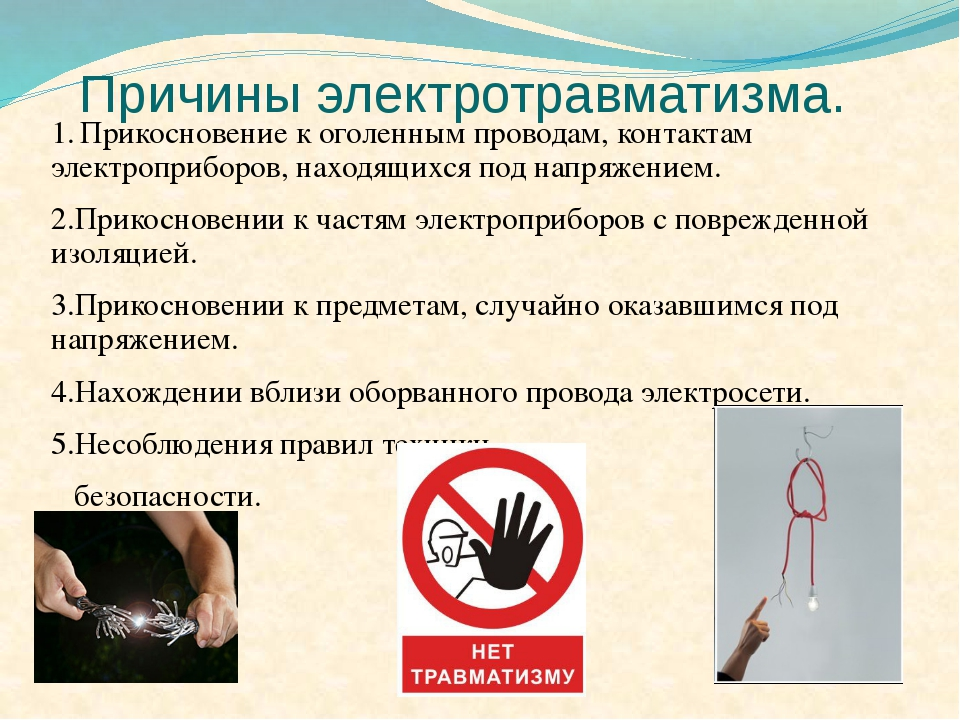 Причины электротравматизма.
1. Прикосновение к оголенным проводам, контактам
электроприборов, находящихся под напряжением.
2.Прикосновении к частям электроприборов с поврежденной
изоляцией.
3.Прикосновении к предметам, случайно оказавшимся под
напряжением.
4.Нахождении вблизи оборванного провода электросети.
5.Несоблюдения правил техники
безопасности.
НЕТ
ТРАВМАТИЗМУ